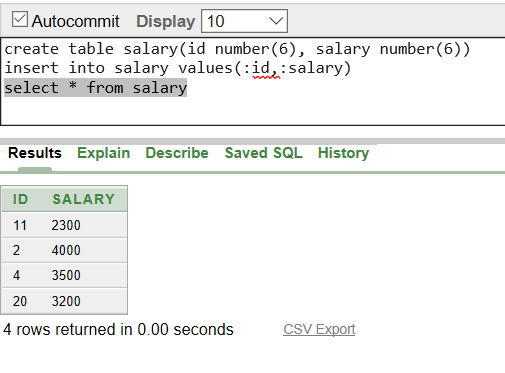 Autocommit Display 10
create table salary(id number(6), salary number(6))
insert into salary values(:id,:salary)
select * from salary
Results Explain Describe Saved SQL History
ID SALARY
11 2300
2 4000
4 3500
20 3200
4 rows returned in 0.00 seconds CSV Export